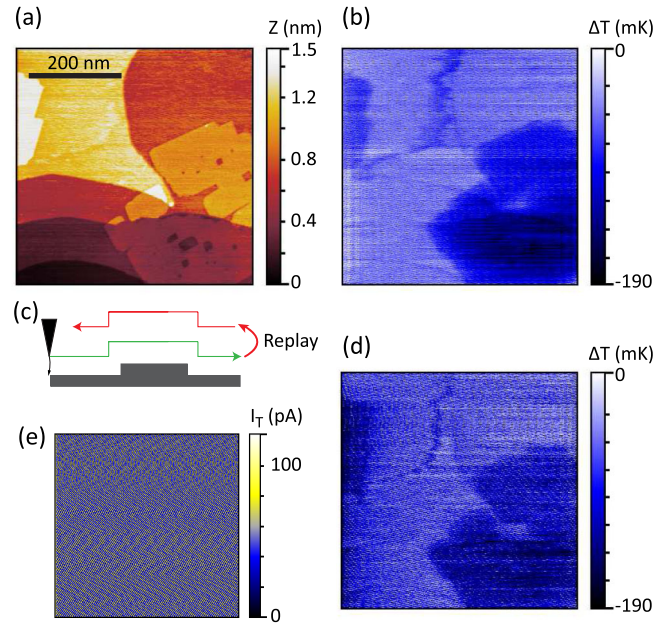 (a)
Z (nm)
200 nm
1.5
1.2
0.8
0.4
0
(b)
ΔT (mK)
0
-190
(c)
Replay
(d)
ΔT (mK)
0
-190
(e)
I_T (pA)
100
0